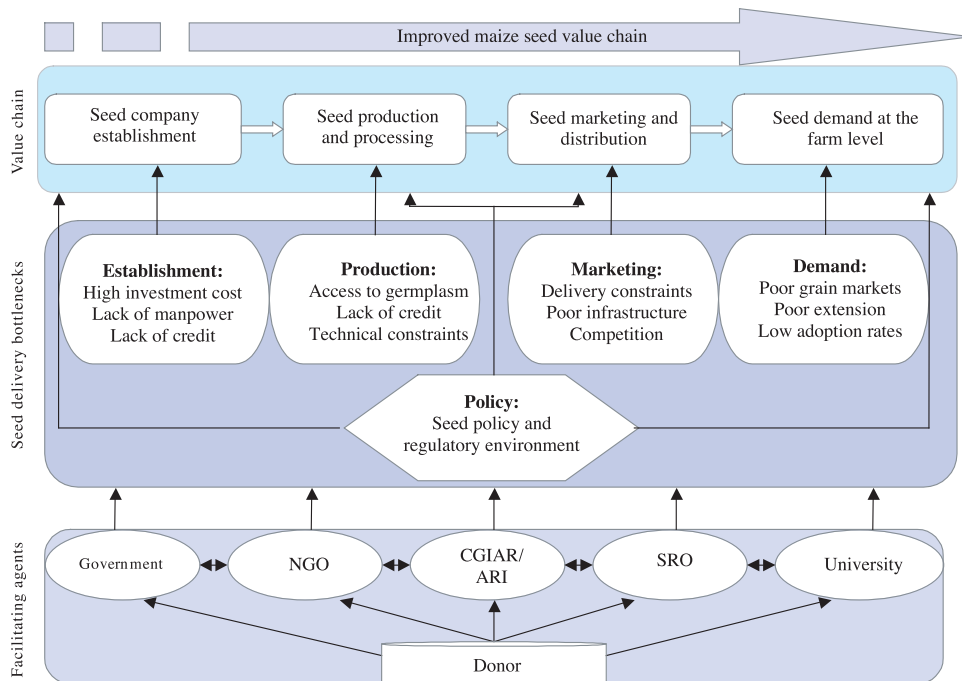 Improved maize seed value chain
Value chain
Seed company
establishment
Seed production
and processing
Seed marketing and
distribution
Seed demand at the
farm level
Seed delivery bottlenecks
Establishment:
High investment cost
Lack of manpower
Lack of credit
Production:
Access to germplasm
Lack of credit
Technical constraints
Marketing:
Delivery constraints
Poor infrastructure
Competition
Demand:
Poor grain markets
Poor extension
Low adoption rates
Policy:
Seed policy and
regulatory environment
Facilitating agents
Government
NGO
CGIAR/
ARI
SRO
University
Donor